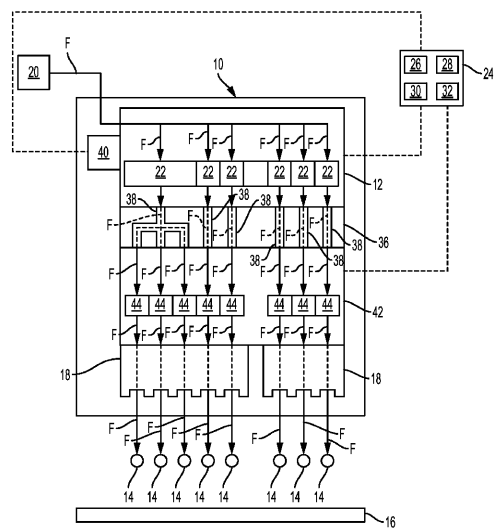 F
20
10
26 28
24
30 32
40
F F F F F F
22 22 22 22 22 22
12
38 38
F F F F F F
38
F
38 38 38
36
F F F F F F
44 44 44 44 44 44 44 44
42
F F F F F F F F
18 18
F F F F F F F F
14 14 14 14 14 14 14 14
16